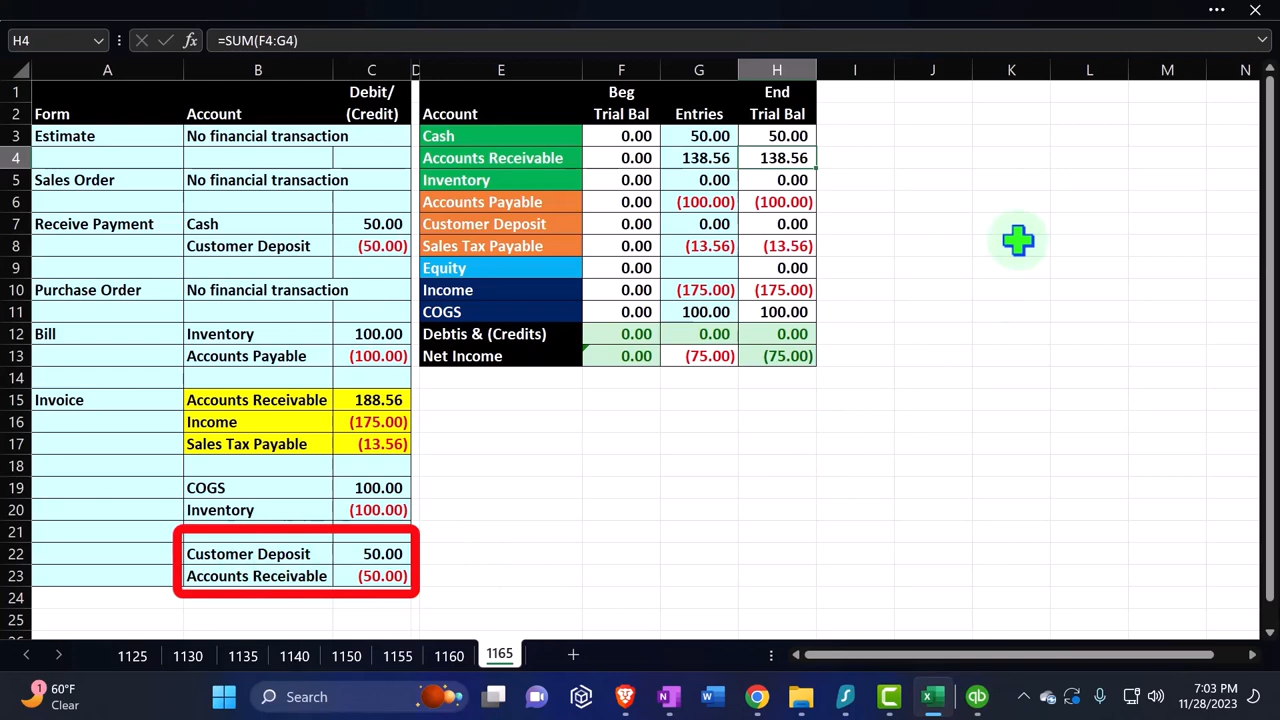 H4 =SUM(F4:G4)
A B C D E F G H I J K L M N
1 Debit/ Beg End
2 Form Account (Credit) Account Trial Bal Entries Trial Bal
3 Estimate No financial transaction Cash 0.00 50.00 50.00
4 Accounts Receivable 0.00 138.56 138.56
5 Sales Order No financial transaction Inventory 0.00 0.00 0.00
6 Accounts Payable 0.00 (100.00) (100.00)
7 Receive Payment Cash 50.00 Customer Deposit 0.00 0.00 0.00
8 Customer Deposit (50.00) Sales Tax Payable 0.00 (13.56) (13.56)
9 Equity 0.00 0.00
10 Purchase Order No financial transaction Income 0.00 (175.00) (175.00)
11 COGS 0.00 100.00 100.00
12 Bill Inventory 100.00 Debtis & (Credits) 0.00 0.00 0.00
13 Accounts Payable (100.00) Net Income 0.00 (75.00) (75.00)
14
15 Invoice Accounts Receivable 188.56
16 Income (175.00)
17 Sales Tax Payable (13.56)
18
19 COGS 100.00
20 Inventory (100.00)
21
22 Customer Deposit 50.00
23 Accounts Receivable (50.00)
24
25
1125 1130 1135 1140 1150 1155 1160 1165
1 60°F Search 7:03 PM
Clear 11/28/2023